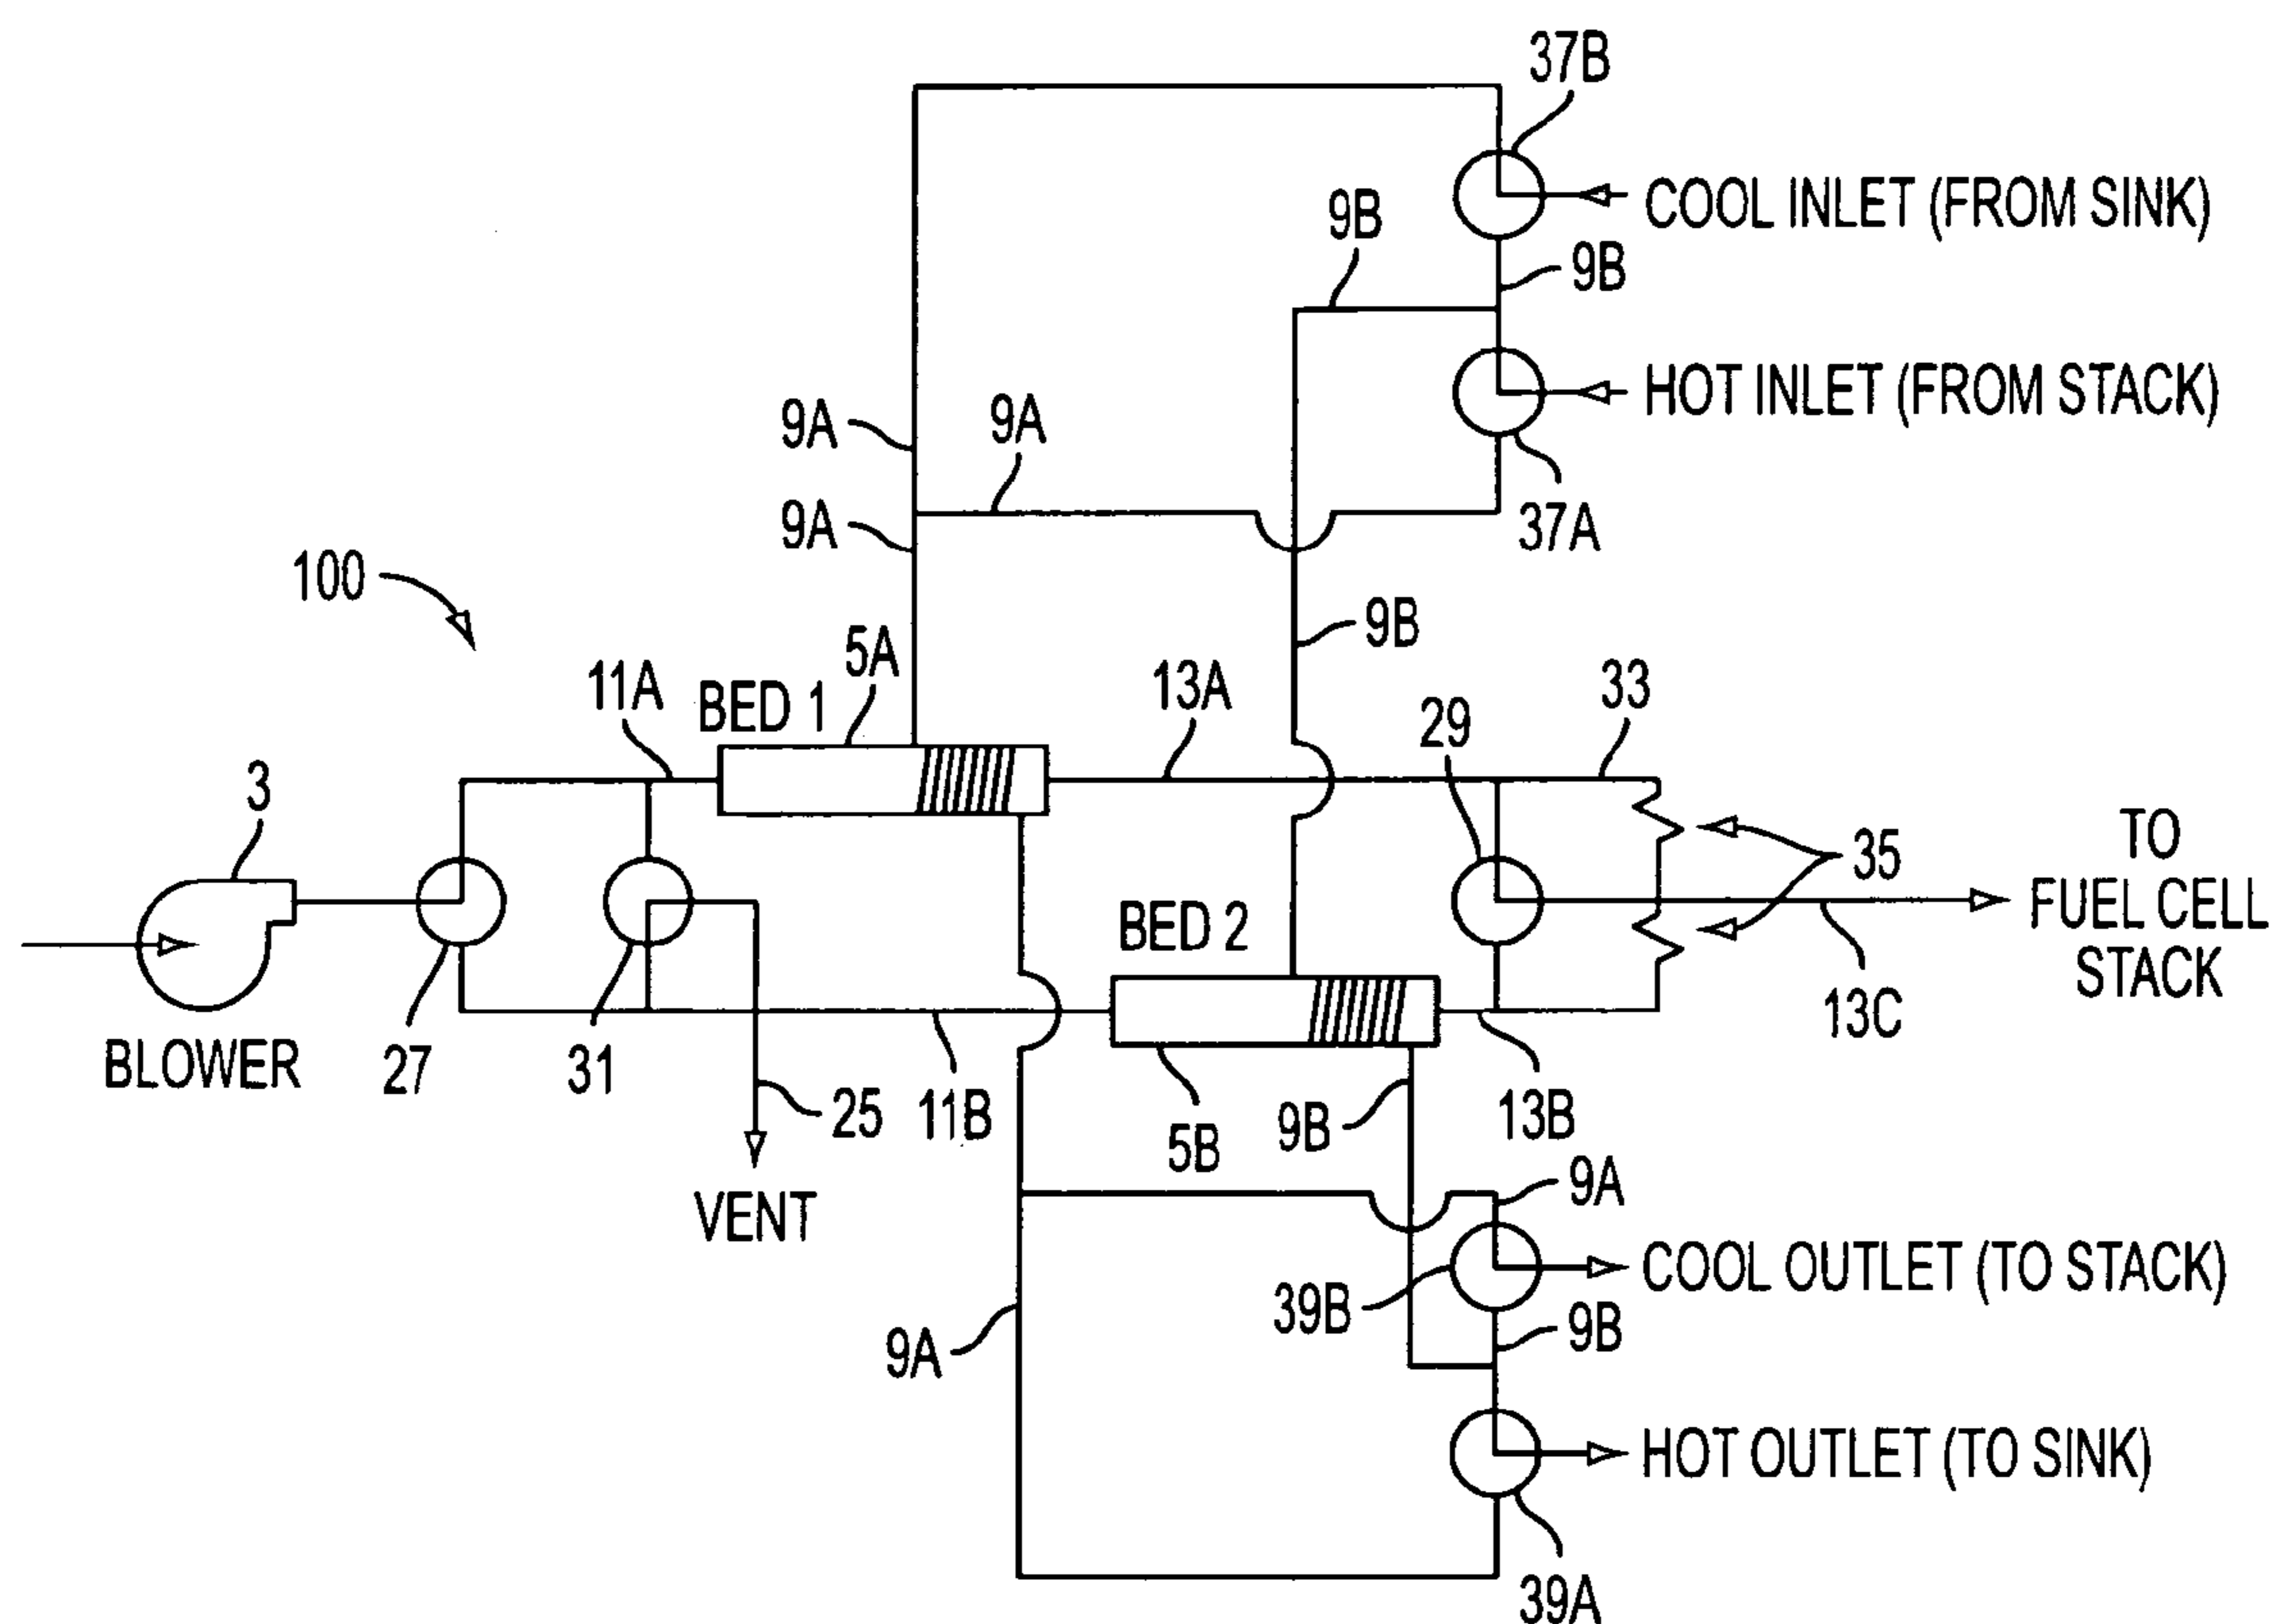 37B
COOL INLET (FROM SINK)
9B
9B
HOT INLET (FROM STACK)
9A
9A
9A
37A
100
9B
5A
11A
BED 1
13A
33
29
3
35
TO
FUEL CELL
STACK
BED 2
13C
BLOWER
27
31
25
11B
5B
9B
13B
VENT
9A
COOL OUTLET (TO STACK)
39B
9A
9B
HOT OUTLET (TO SINK)
39A